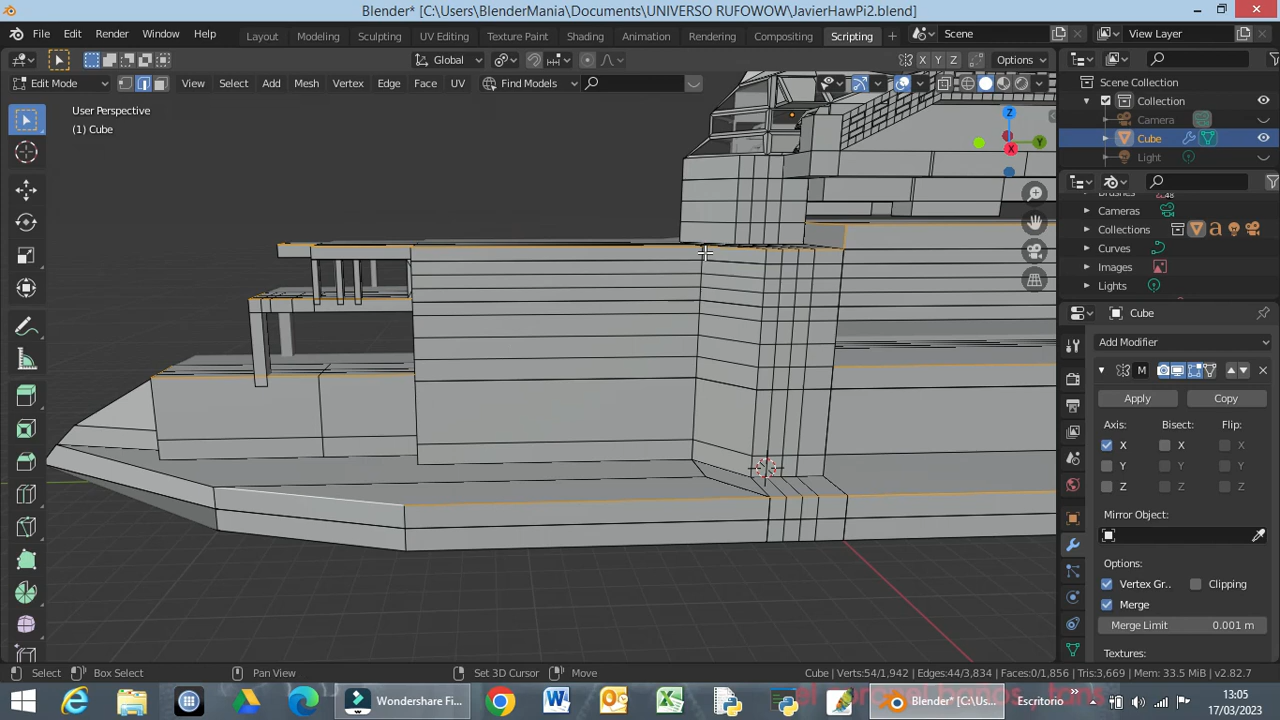 Blender* [C:\Users\BlenderMania\Documents\UNIVERSO RUFOWOW\JavierHawPi2.blend]
File Edit Render Window Help Layout Modeling Sculpting UV Editing Texture Paint Shading Animation Rendering Compositing Scripting + Scene View Layer
Global X Y Z Options
Edit Mode View Select Add Mesh Vertex Edge Face UV Find Models
User Perspective
(1) Cube
Z
Y
X
Scene Collection
Collection
Camera
Cube
Light
Cameras
Collections
Curves
Images
Lights
Cube
Add Modifier
M
Apply Copy
Axis: Bisect: Flip:
X X X
Y Y Y
Z Z Z
Mirror Object:
Options:
Vertex Gr.. Clipping
Merge
Merge Limit 0.001 m
Textures:
Select Box Select Pan View Set 3D Cursor Move Cube | Verts:54/1,942 | Edges:44/3,834 | Faces:0/1,856 | Tris:3,669 | Mem: 33.5 MiB | v2.82.7
Wondershare Fi... Blender* [C:\Us... Escritorio
13:05
17/03/2023